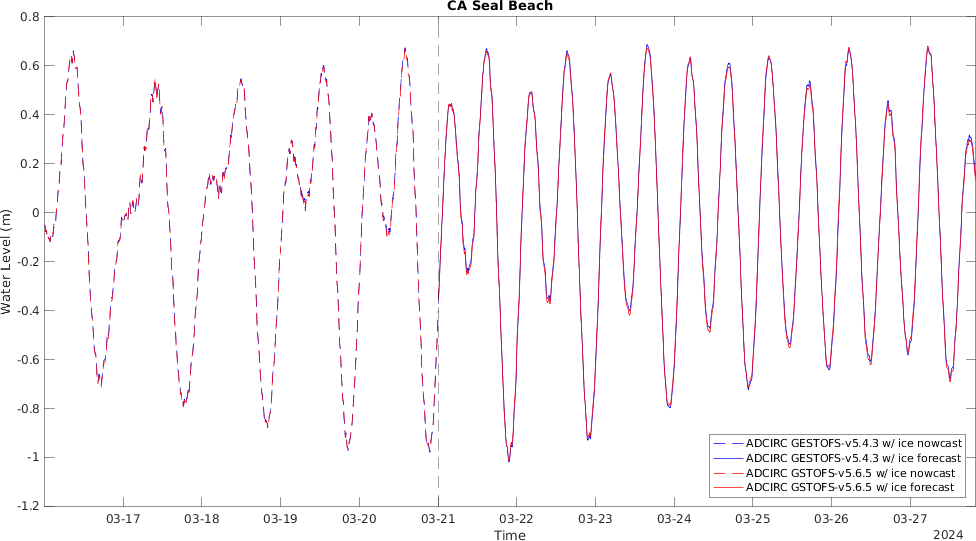 CA Seal Beach
0.8
0.6
0.4
0.2
0
-0.2
-0.4
-0.6
-0.8
-1
-1.2
Water Level (m)
ADCIRC GESTOFS-v5.4.3 w/ ice nowcast
ADCIRC GESTOFS-v5.4.3 w/ ice forecast
ADCIRC GSTOFS-v5.6.5 w/ ice nowcast
ADCIRC GSTOFS-v5.6.5 w/ ice forecast
03-17 03-18 03-19 03-20 03-21 03-22 03-23 03-24 03-25 03-26 03-27
Time
2024